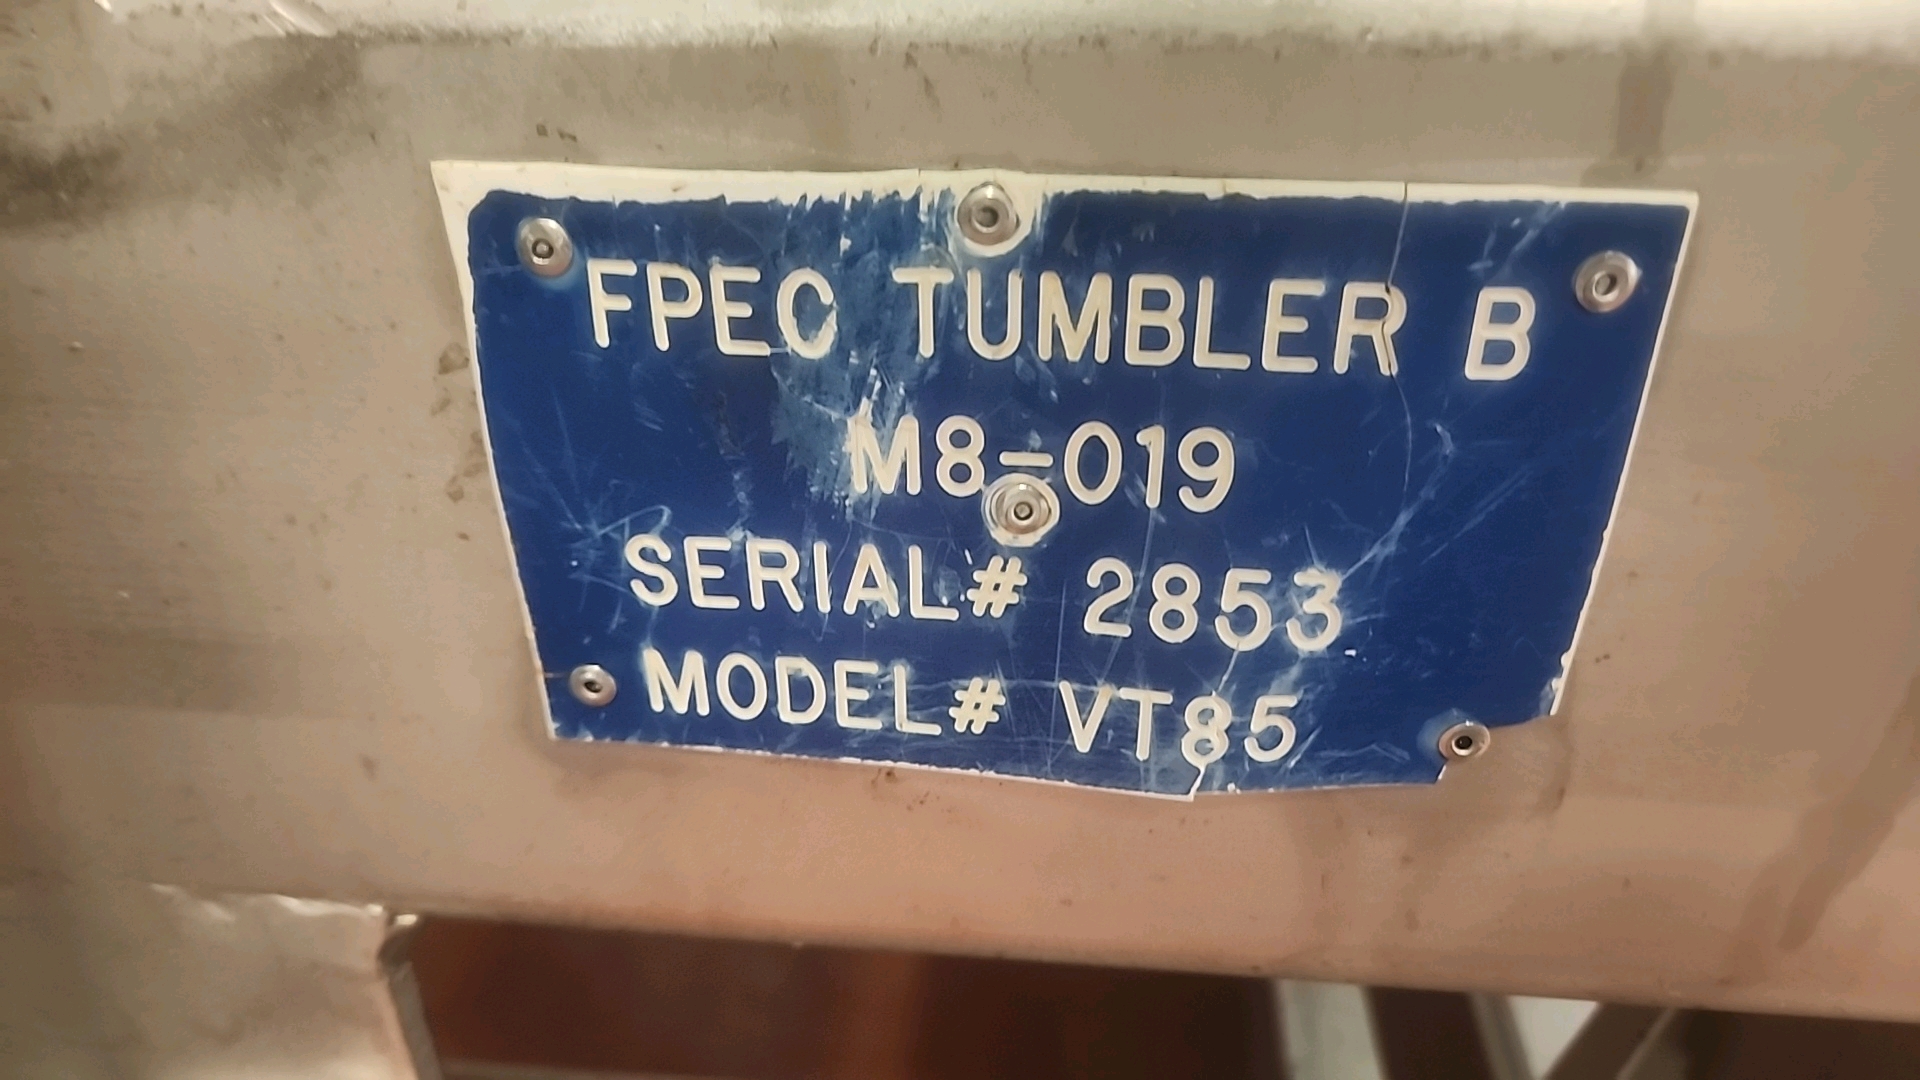 FPEC TUMBLER B
M8-019
SERIAL# 2853
MODEL# VT85